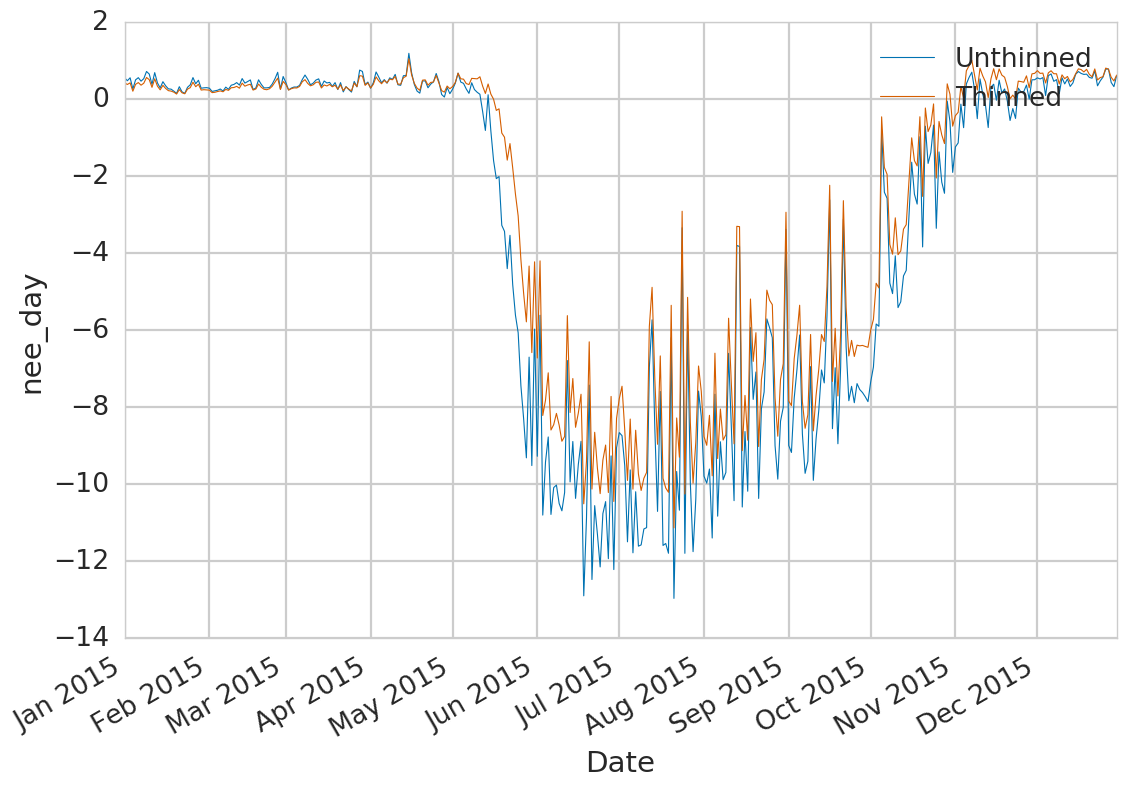 2
0
−2
−4
−6
−8
−10
−12
−14
nee_day
Unthinned
Thinned
Jan 2015
Feb 2015
Mar 2015
Apr 2015
May 2015
Jun 2015
Jul 2015
Aug 2015
Sep 2015
Oct 2015
Nov 2015
Dec 2015
Date